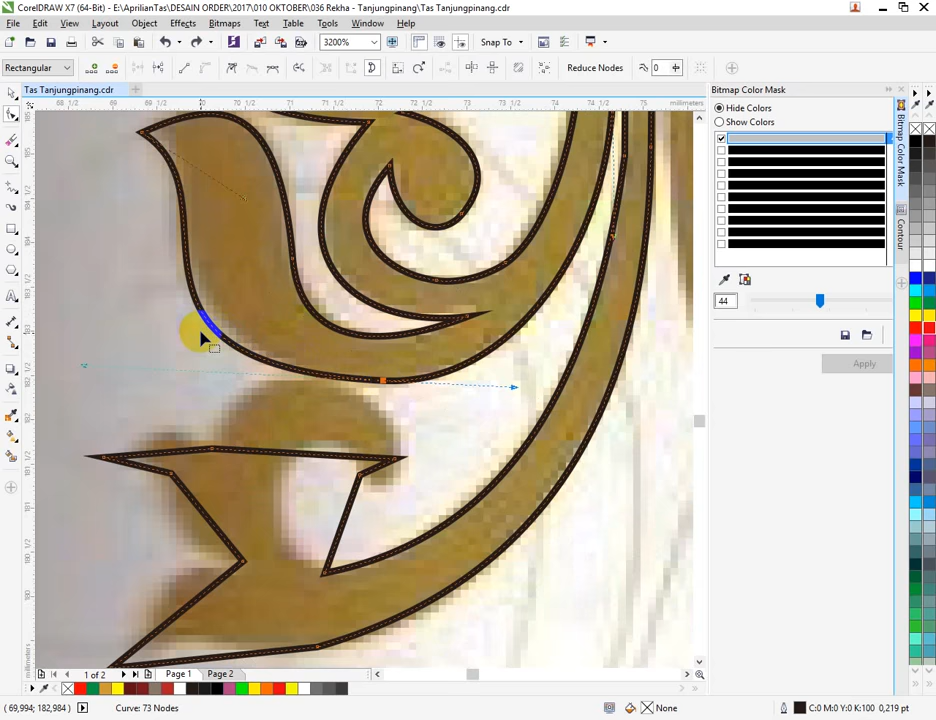 CorelDRAW X7 (64-Bit) - E:\AprilianTas\DESAIN ORDER\2017\010 OKTOBER\036 Rekha - Tanjungpinang\Tas Tanjungpinang.cdr
File Edit View Layout Object Effects Bitmaps Text Table Tools Window Help
3200% Snap To
Rectangular Reduce Nodes 0
Tas Tanjungpinang.cdr
Bitmap Color Mask
68 1/2 69 69 1/2 70 70 1/2 71 71 1/2 72 72 1/2 73 73 1/2 74 74 1/2 75 millimeters
Hide Colors
Show Colors
Bitmap Color Mask
Contour
44
Apply
millimeters
1 of 2 Page 1 Page 2
(69,994; 182,984 ) Curve: 73 Nodes None C:0 M:0 Y:0 K:100 0,219 pt